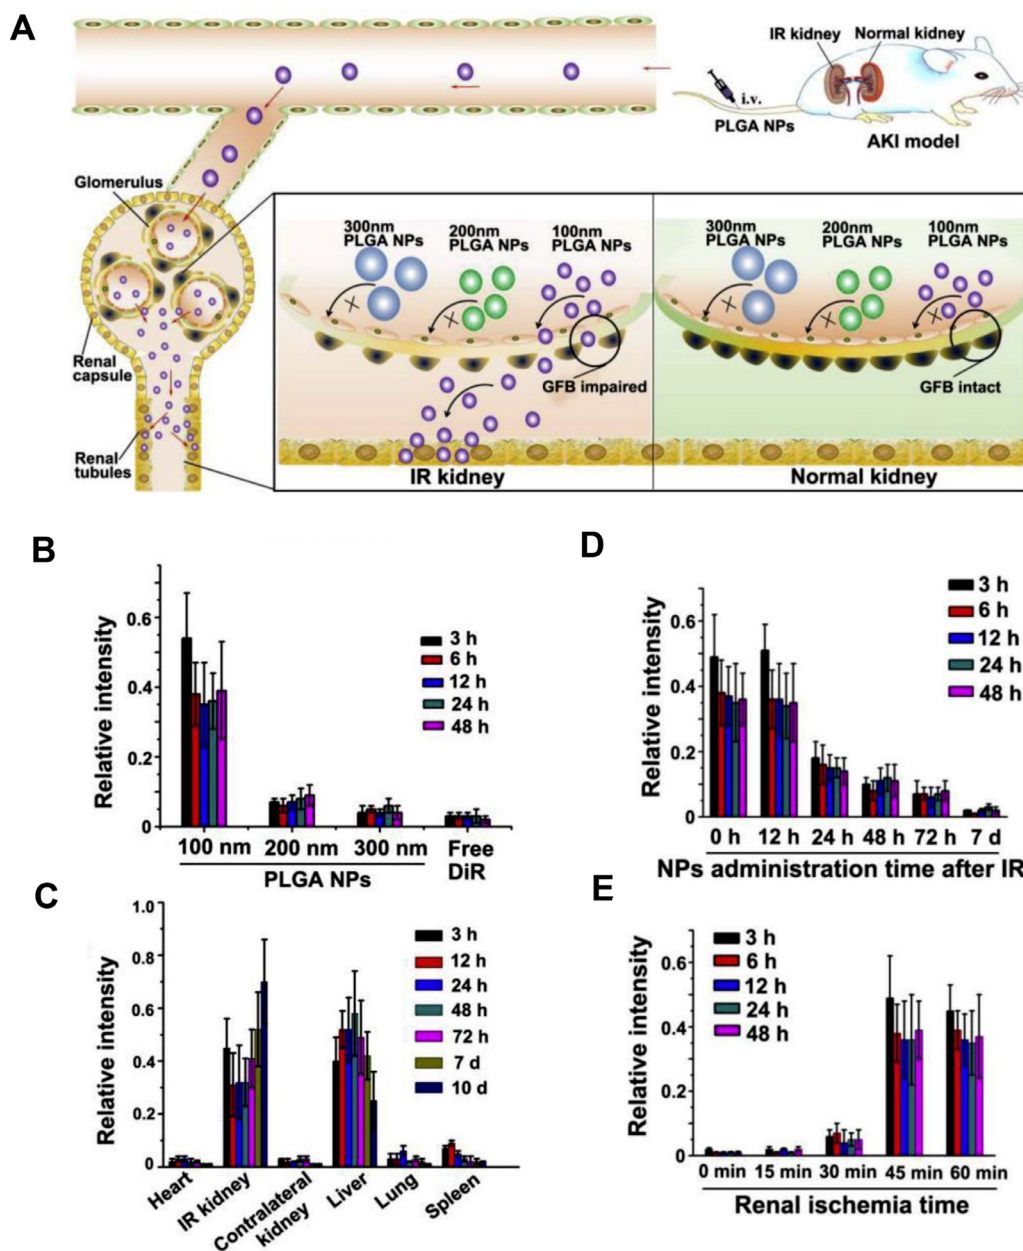 A
IR kidney
Normal kidney
i.v.
PLGA NPs
AKI model
Glomerulus
Renal
capsule
Renal
tubules
300nm
PLGA NPs
200nm
PLGA NPs
100nm
PLGA NPs
×
×
GFB impaired
IR kidney
300nm
PLGA NPs
200nm
PLGA NPs
100nm
PLGA NPs
×
×
×
GFB intact
Normal kidney
B
Relative intensity
0.6
0.4
0.2
0
3 h
6 h
12 h
24 h
48 h
100 nm
200 nm
300 nm
Free
DiR
PLGA NPs
D
Relative intensity
0.6
0.4
0.2
0
3 h
6 h
12 h
24 h
48 h
0 h
12 h
24 h
48 h
72 h
7 d
NPs administration time after IR
C
Relative intensity
1.0
0.8
0.6
0.4
0.2
0
3 h
12 h
24 h
48 h
72 h
7 d
10 d
Heart
IR kidney
Contralateral
kidney
Liver
Lung
Spleen
E
Relative intensity
0.6
0.4
0.2
0
3 h
6 h
12 h
24 h
48 h
0 min
15 min
30 min
45 min
60 min
Renal ischemia time